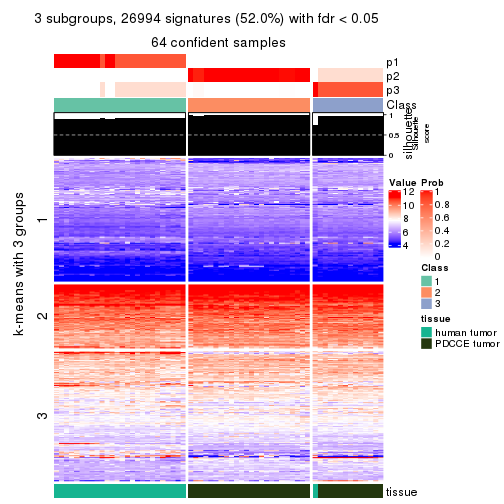 3 subgroups, 26994 signatures (52.0%) with fdr < 0.05
64 confident samples
p1
p2
p3
Class
silhouette
Silhouette
score
1
0.5
0
k-means with 3 groups
1
2
3
tissue
Value
12
10
8
6
4
Prob
1
0.8
0.6
0.4
0.2
0
Class
1
2
3
tissue
human tumor
PDCCE tumor